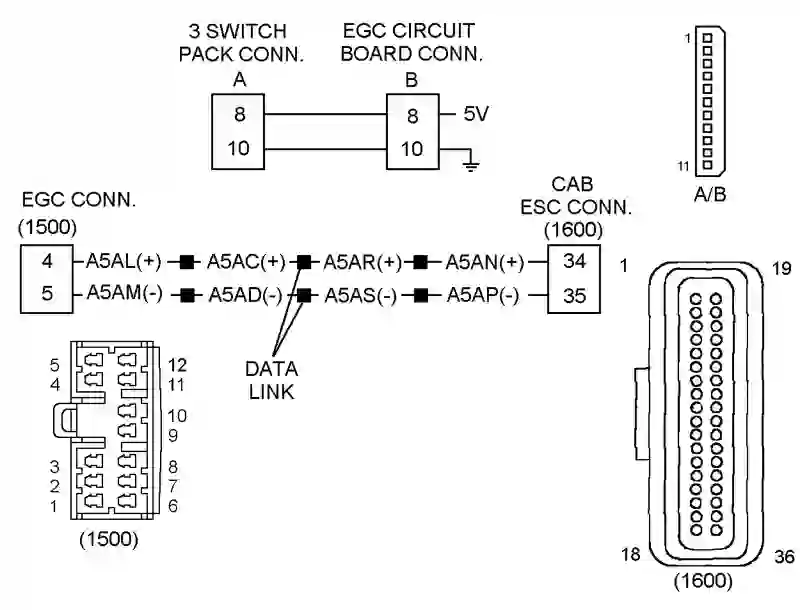 3 SWITCH
PACK CONN.
A
EGC CIRCUIT
BOARD CONN.
B
8
8
5V
10
10
1
11
A/B
EGC CONN.
(1500)
CAB
ESC CONN.
(1600)
4 A5AL(+) A5AC(+) A5AR(+) A5AN(+) 34
5 A5AM(-) A5AD(-) A5AS(-) A5AP(-) 35
DATA
LINK
1
19
5
4
12
11
10
9
3
2
1
8
7
6
(1500)
18
36
(1600)